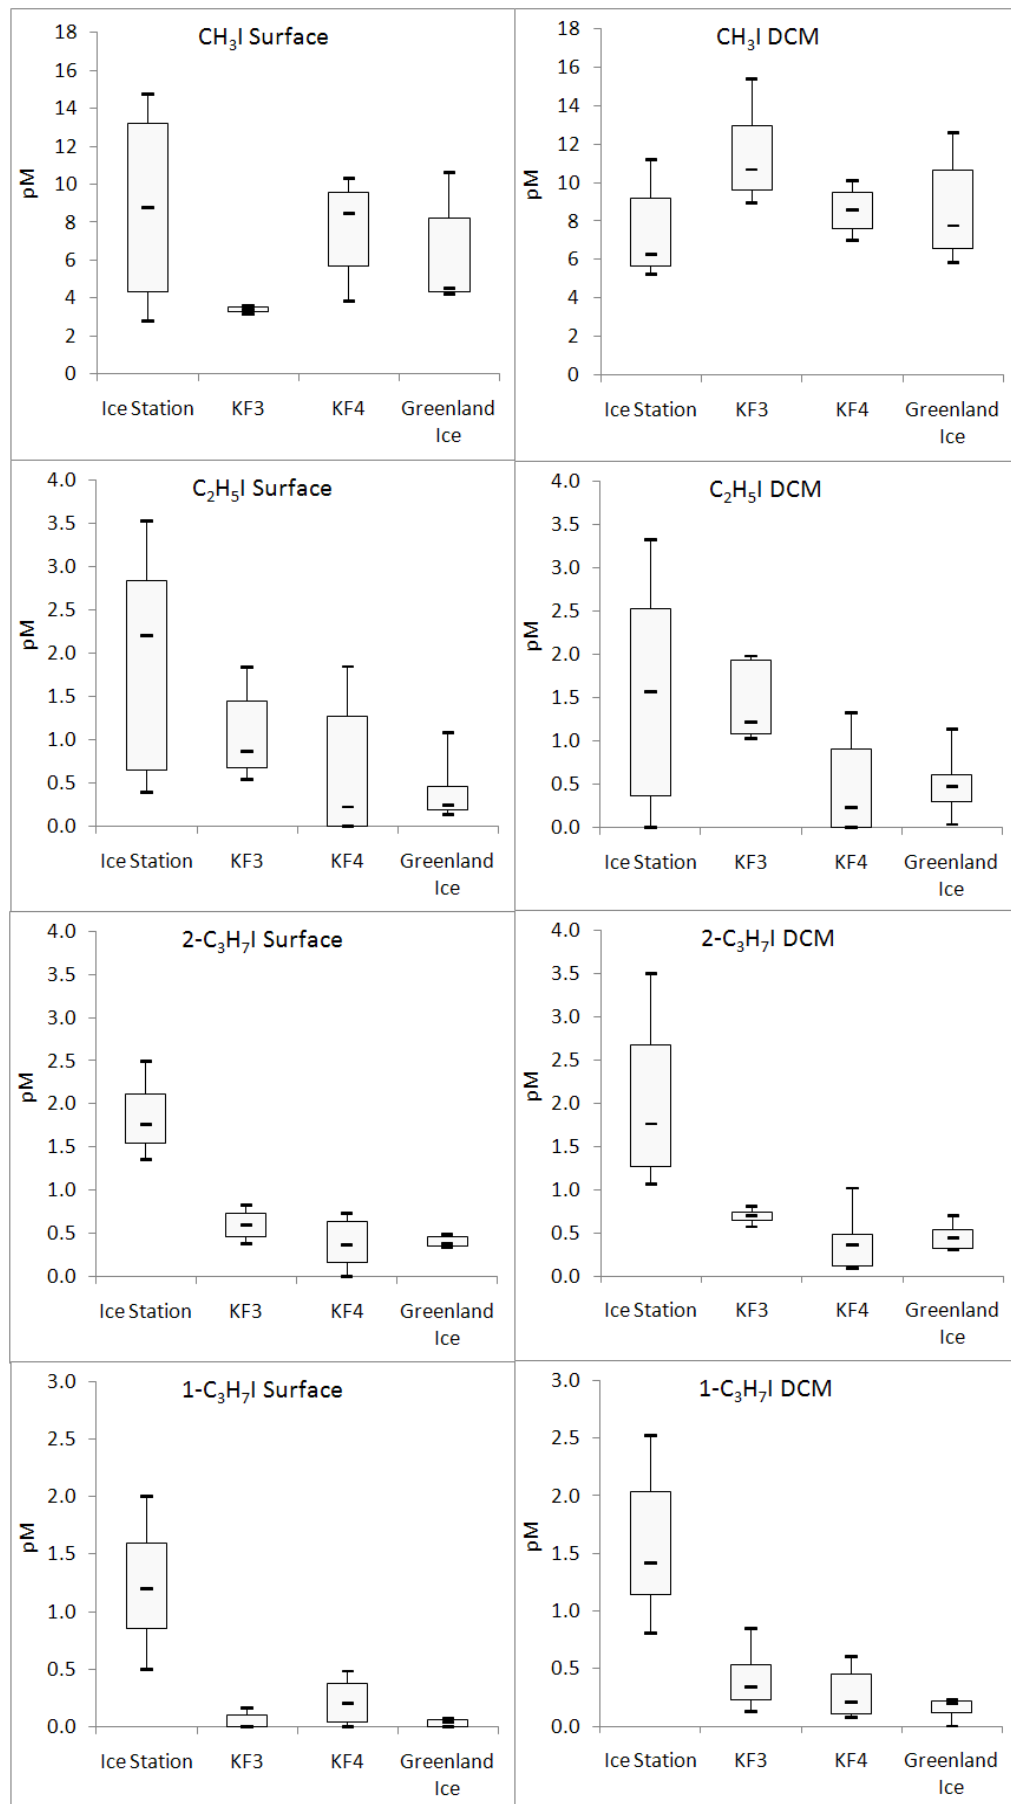 CH₃I Surface
18
16
14
12
10
8
6
4
2
0
pM
Ice Station KF3 KF4 Greenland
Ice
CH₃I DCM
18
16
14
12
10
8
6
4
2
0
pM
Ice Station KF3 KF4 Greenland
Ice
C₂H₅I Surface
4.0
3.5
3.0
2.5
2.0
1.5
1.0
0.5
0.0
pM
Ice Station KF3 KF4 Greenland
Ice
C₂H₅I DCM
4.0
3.5
3.0
2.5
2.0
1.5
1.0
0.5
0.0
pM
Ice Station KF3 KF4 Greenland
Ice
2-C₃H₇I Surface
4.0
3.5
3.0
2.5
2.0
1.5
1.0
0.5
0.0
pM
Ice Station KF3 KF4 Greenland
Ice
2-C₃H₇I DCM
4.0
3.5
3.0
2.5
2.0
1.5
1.0
0.5
0.0
pM
Ice Station KF3 KF4 Greenland
Ice
1-C₃H₇I Surface
3.0
2.5
2.0
1.5
1.0
0.5
0.0
pM
Ice Station KF3 KF4 Greenland
Ice
1-C₃H₇I DCM
3.0
2.5
2.0
1.5
1.0
0.5
0.0
pM
Ice Station KF3 KF4 Greenland
Ice